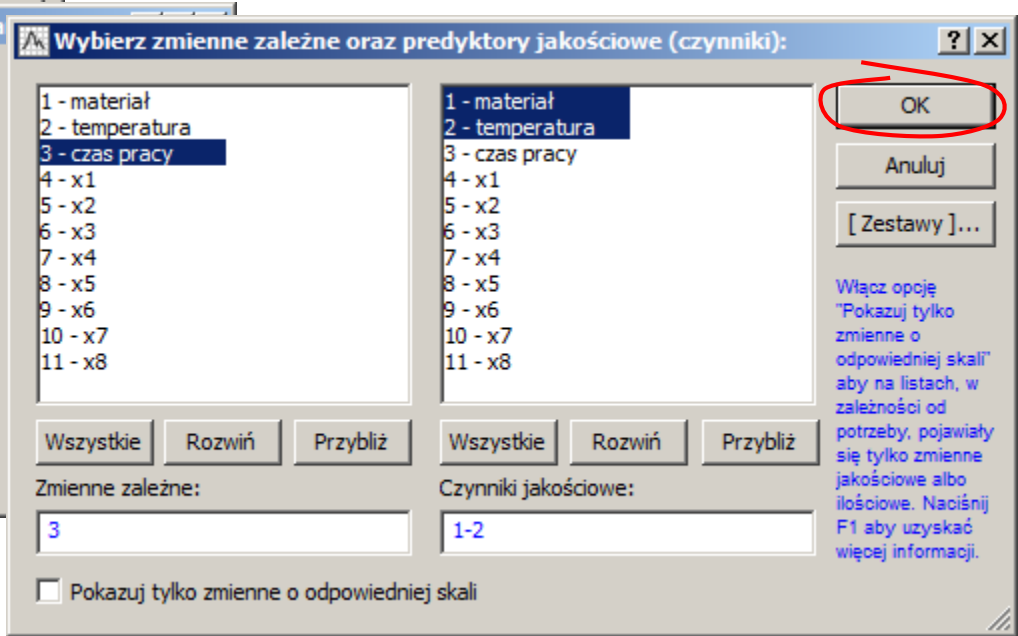 Wybierz zmienne zależne oraz predyktory jakościowe (czynniki):
1 - materiał
2 - temperatura
3 - czas pracy
4 - x1
5 - x2
6 - x3
7 - x4
8 - x5
9 - x6
10 - x7
11 - x8
Wszystkie Rozwiń Przybliż
Zmienne zależne:
3
1 - materiał
2 - temperatura
3 - czas pracy
4 - x1
5 - x2
6 - x3
7 - x4
8 - x5
9 - x6
10 - x7
11 - x8
Wszystkie Rozwiń Przybliż
Czynniki jakościowe:
1-2
Pokazuj tylko zmienne o odpowiedniej skali
OK
Anuluj
[ Zestawy ]...
Włącz opcję
"Pokazuj tylko
zmienne o
odpowiedniej skali"
aby na listach, w
zależności od
potrzeby, pojawiały
się tylko zmienne
jakościowe albo
ilościowe. Naciśnij
F1 aby uzyskać
więcej informacji.